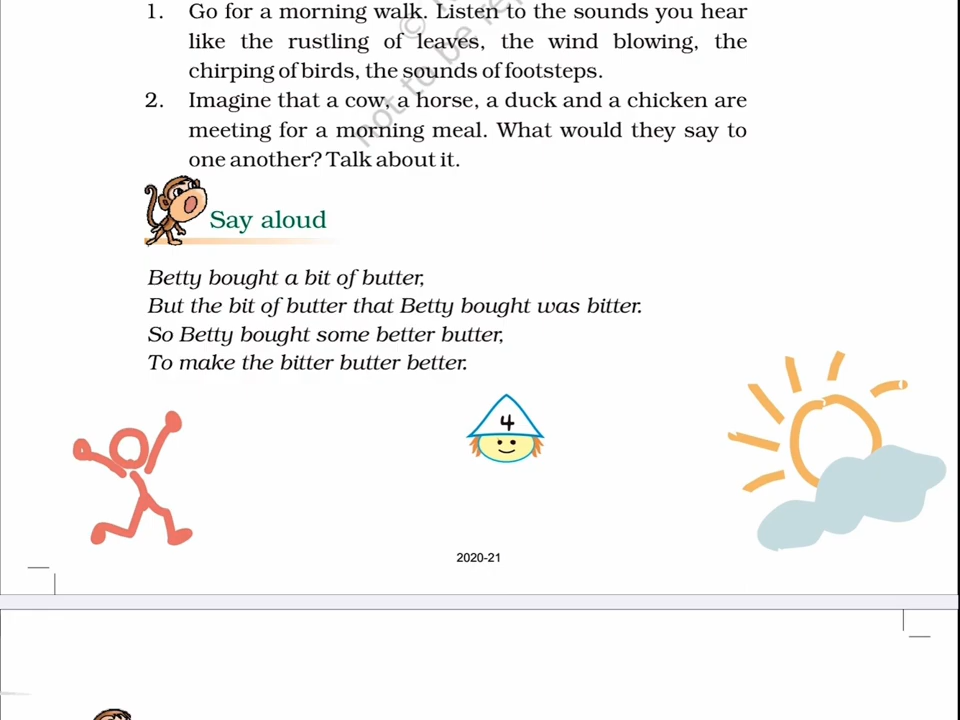 1. Go for a morning walk. Listen to the sounds you hear
like the rustling of leaves, the wind blowing, the
chirping of birds, the sounds of footsteps.
2. Imagine that a cow, a horse, a duck and a chicken are
meeting for a morning meal. What would they say to
one another? Talk about it.
Say aloud
Betty bought a bit of butter,
But the bit of butter that Betty bought was bitter.
So Betty bought some better butter,
To make the bitter butter better.
4
2020-21
©
not to be